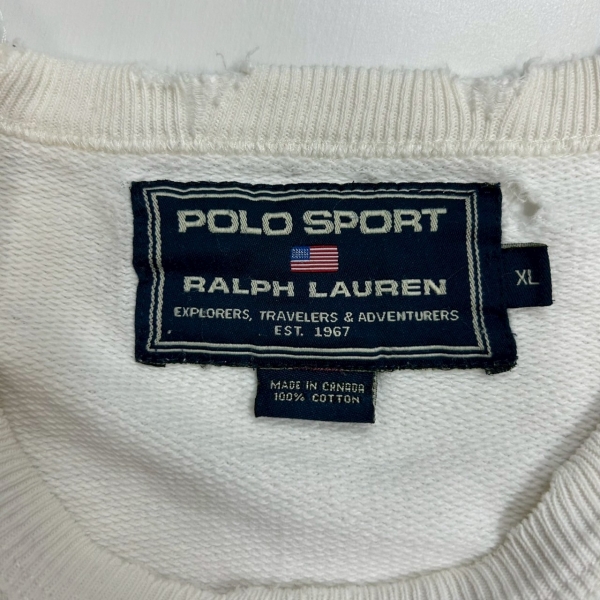 POLO SPORT
RALPH LAUREN
EXPLORERS, TRAVELERS & ADVENTURERS
EST. 1967
XL
MADE IN CANADA
100% COTTON